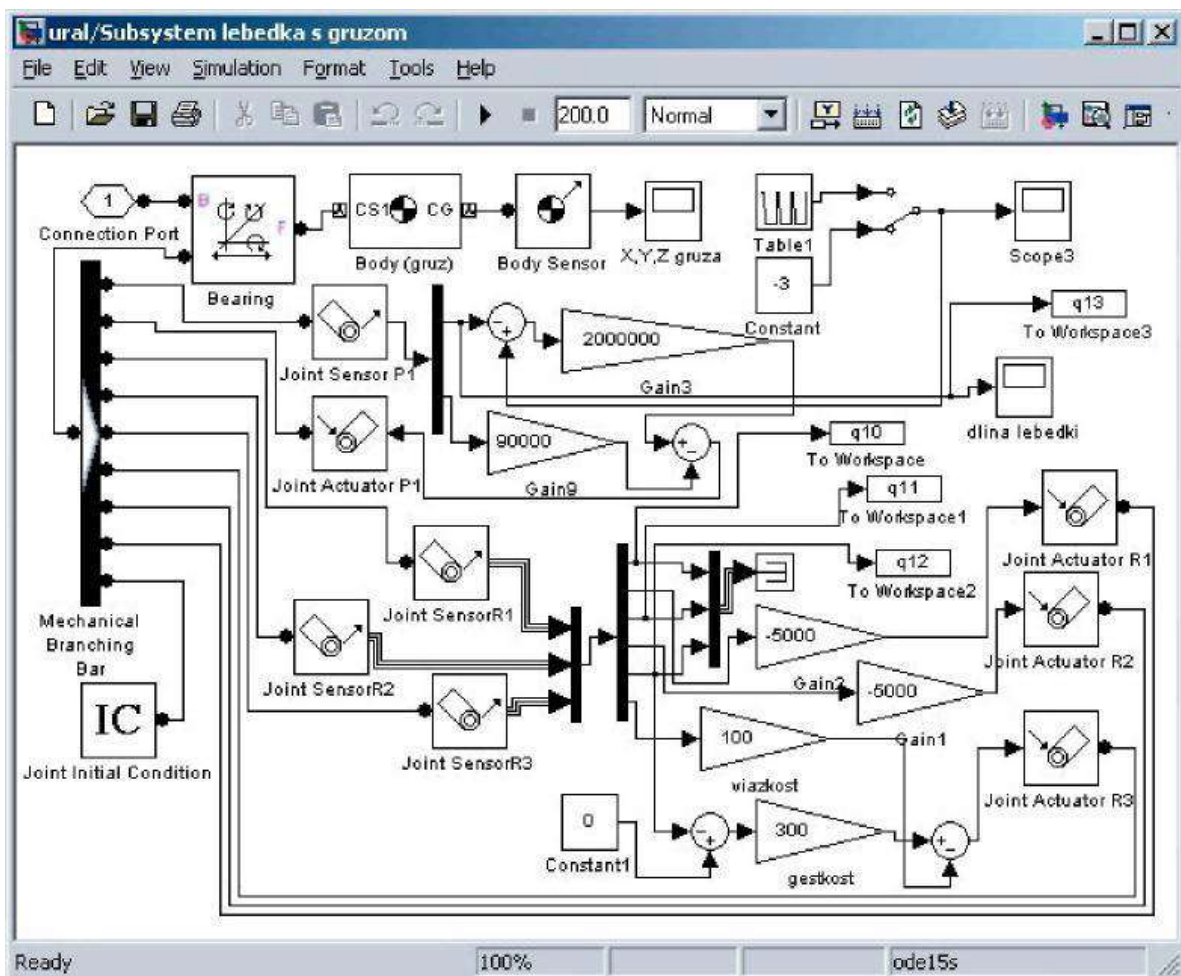 ural/Subsystem lebedka s gruzom
File Edit View Simulation Format Tools Help
200.0 Normal
1
Connection Port
B
F
Bearing
CS1 CG
Body (gruz)
Body Sensor
X,Y,Z gruza
Table1
Scope3
-3
Constant
q13
To Workspace3
Joint Sensor P1
2000000
Gain3
dlina lebedki
Joint Actuator P1
90000
Gain9
q10
To Workspace
q11
To Workspace1
q12
To Workspace2
Joint Actuator R1
Joint SensorR1
Mechanical
Branching
Bar
Joint SensorR2
-5000
Gain2
-5000
Gain1
Joint Actuator R2
IC
Joint Initial Condition
Joint SensorR3
100
viazkost
Joint Actuator R3
0
Constant1
300
gestkost
Ready 100% ode15s